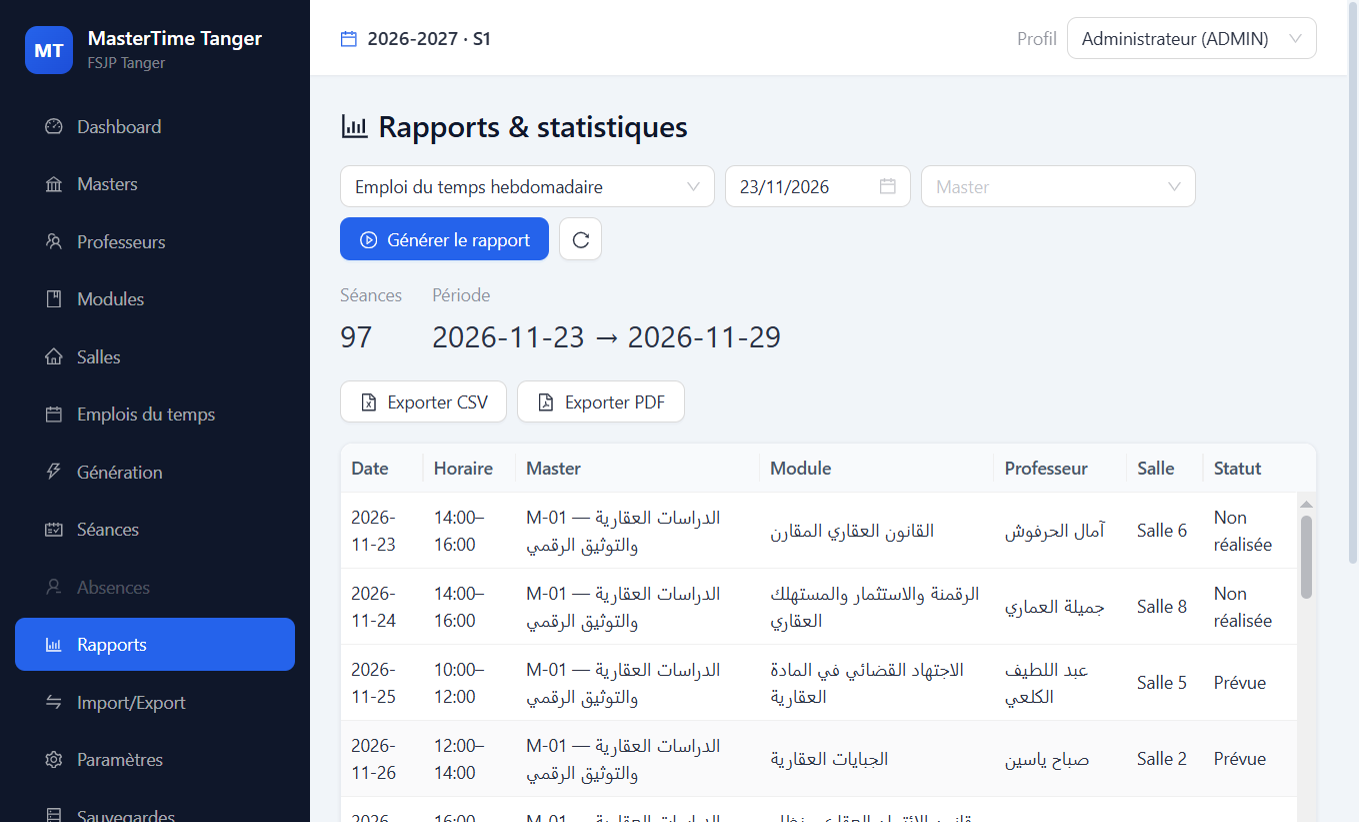 MT
MasterTime Tanger
FSJP Tanger
Dashboard
Masters
Professeurs
Modules
Salles
Emplois du temps
Génération
Séances
Absences
Rapports
Import/Export
Paramètres
Sauvegardes
2026-2027 · S1
Profil
Administrateur (ADMIN)
Rapports & statistiques
Emploi du temps hebdomadaire
23/11/2026
Master
Générer le rapport
Séances
Période
97
2026-11-23 → 2026-11-29
Exporter CSV
Exporter PDF
Date
Horaire
Master
Module
Professeur
Salle
Statut
2026-
11-23
14:00–
16:00
M-01 — الدراسات العقارية
والتوثيق الرقمي
القانون العقاري المقارن
آمال الحرفوش
Salle 6
Non
réalisée
2026-
11-24
14:00–
16:00
M-01 — الدراسات العقارية
والتوثيق الرقمي
الرقمنة والاستثمار والمستهلك
العقاري
جميلة العماري
Salle 8
Non
réalisée
2026-
11-25
10:00–
12:00
M-01 — الدراسات العقارية
والتوثيق الرقمي
الاجتهاد القضائي في المادة
العقارية
عبد اللطيف
الكلعي
Salle 5
Prévue
2026-
11-26
12:00–
14:00
M-01 — الدراسات العقارية
والتوثيق الرقمي
الجبايات العقارية
صباح ياسين
Salle 2
Prévue
2026-
16:00–
M-01 — الدراسات العقارية